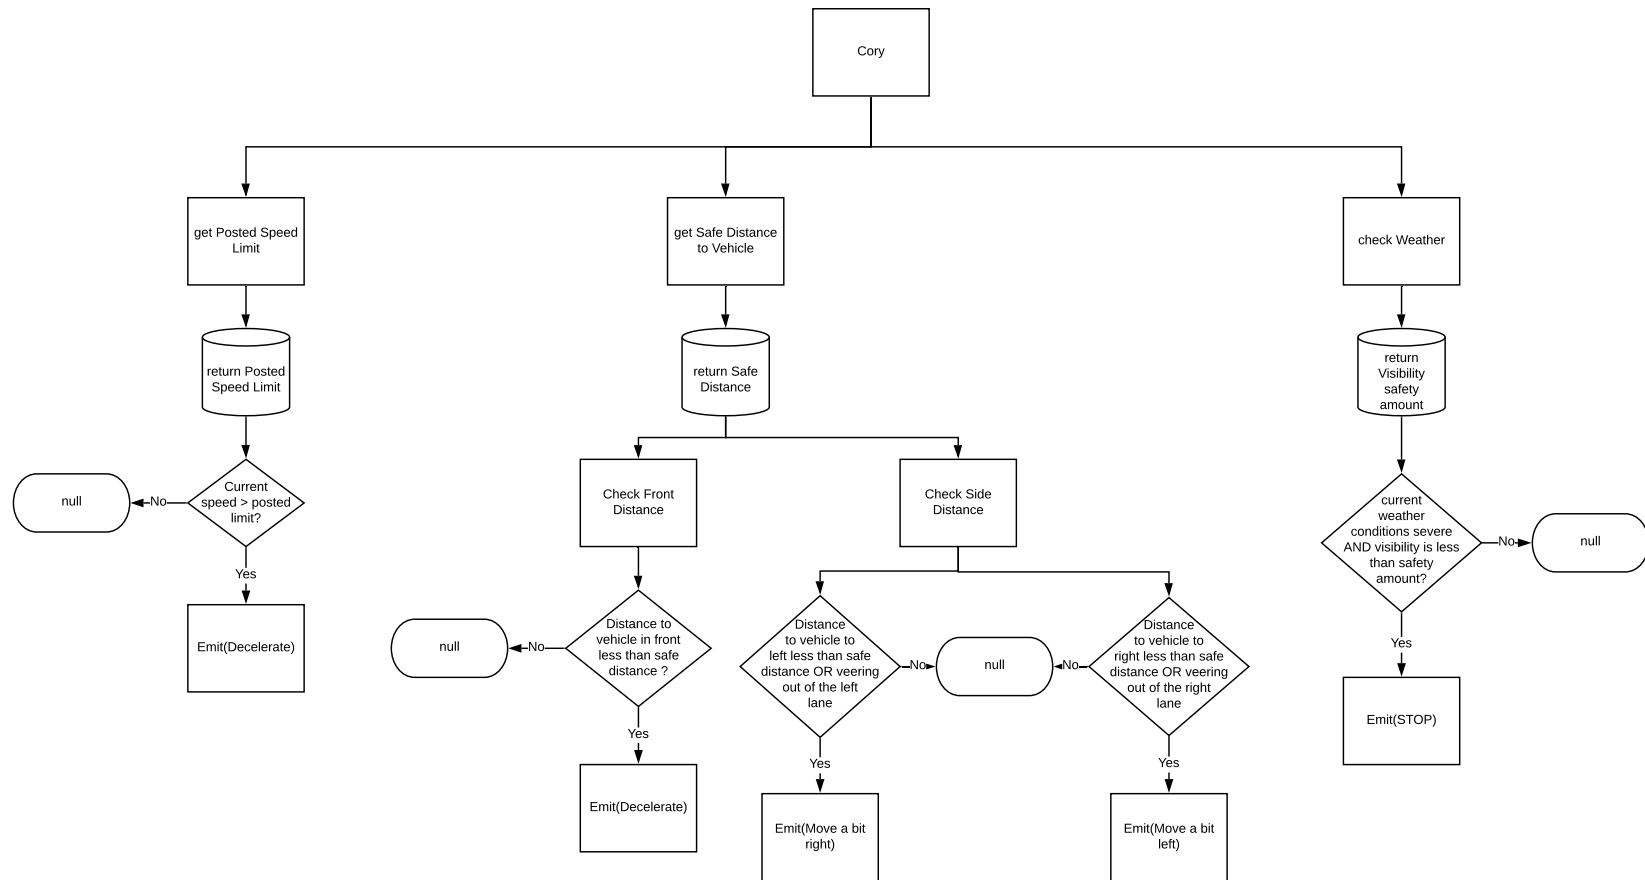 Cory
get Posted Speed
Limit
get Safe Distance
to Vehicle
check Weather
return Posted
Speed Limit
return Safe
Distance
return
Visibility
safety
amount
null
No
Current
speed > posted
limit?
Check Front
Distance
Check Side
Distance
current
weather
conditions severe
AND visibility is less
than safety
amount?
No
null
Yes
Emit(Decelerate)
null
No
Distance to
vehicle in front
less than safe
distance ?
Distance
to vehicle to
left less than safe
distance OR veering
out of the left
lane
No
null
No
Distance
to vehicle to
right less than safe
distance OR veering
out of the right
lane
Yes
Emit(STOP)
Yes
Emit(Decelerate)
Yes
Emit(Move a bit
right)
Yes
Emit(Move a bit
left)